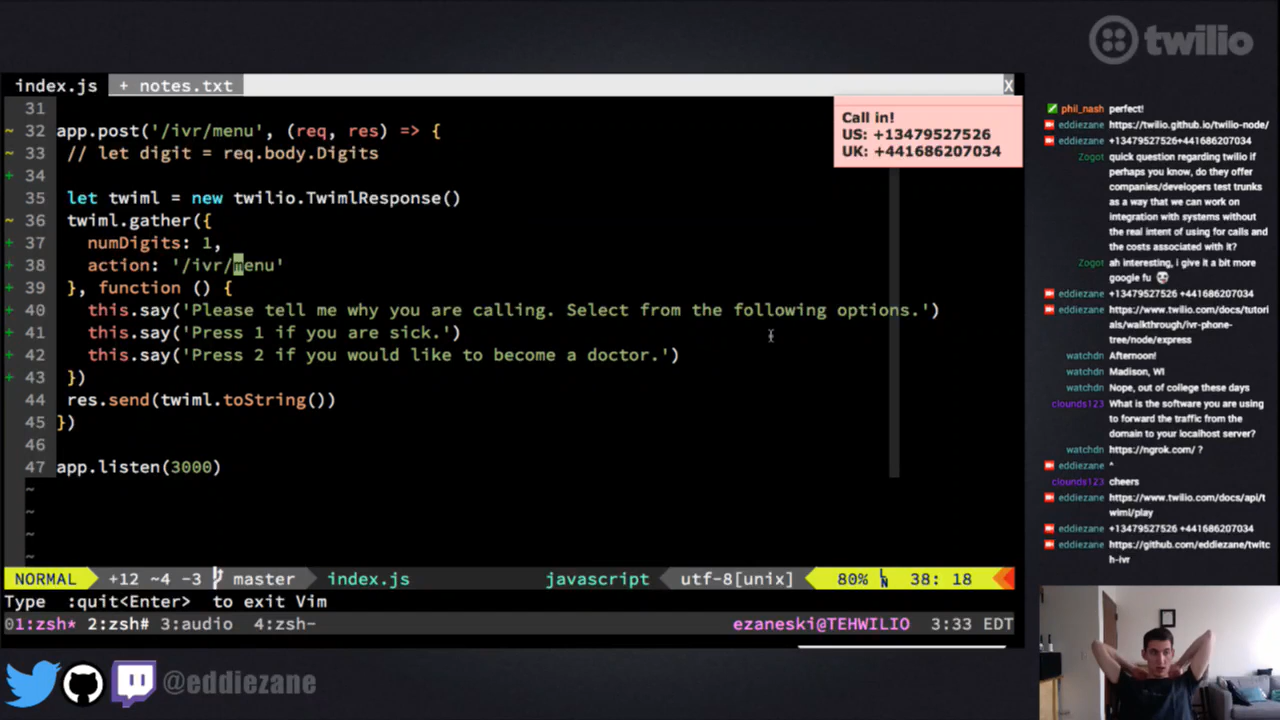 twilio
index.js + notes.txt X
31
~ 32 app.post('/ivr/menu', (req, res) => {
~ 33 // let digit = req.body.Digits
+ 34
35 let twiml = new twilio.TwimlResponse()
~ 36 twiml.gather({
+ 37 numDigits: 1,
+ 38 action: '/ivr/menu'
+ 39 }, function () {
+ 40 this.say('Please tell me why you are calling. Select from the following options.')
+ 41 this.say('Press 1 if you are sick.')
+ 42 this.say('Press 2 if you would like to become a doctor.')
+ 43 })
44 res.send(twiml.toString())
45 })
46
47 app.listen(3000)
~
~
~
~
NORMAL +12 ~4 -3 master index.js javascript utf-8[unix] 80% LN 38: 18
Type :quit<Enter> to exit Vim
01:zsh* 2:zsh# 3:audio 4:zsh- ezaneski@TEHWILIO 3:33 EDT
Call in!
US: +13479527526
UK: +441686207034
phil_nash perfect!
eddiezane https://twilio.github.io/twilio-node/
eddiezane +13479527526+441686207034
Zogot quick question regarding twilio if
perhaps you know, do they offer
companies/developers test trunks
as a way that we can work on
integration with systems without
the real intent of using for calls and
the costs associated with it?
Zogot ah interesting, i give it a bit more
google fu
eddiezane +13479527526 +441686207034
eddiezane https://www.twilio.com/docs/tutori
als/walkthrough/ivr-phone-
tree/node/express
watchdn Afternoon!
watchdn Madison, WI
watchdn Nope, out of college these days
clounds123 What is the software you are using
to forward the traffic from the
domain to your localhost server?
watchdn https://ngrok.com/ ?
eddiezane ^
clounds123 cheers
eddiezane https://www.twilio.com/docs/api/t
wiml/play
eddiezane +13479527526 +441686207034
eddiezane https://github.com/eddiezane/twitc
h-ivr
@eddiezane